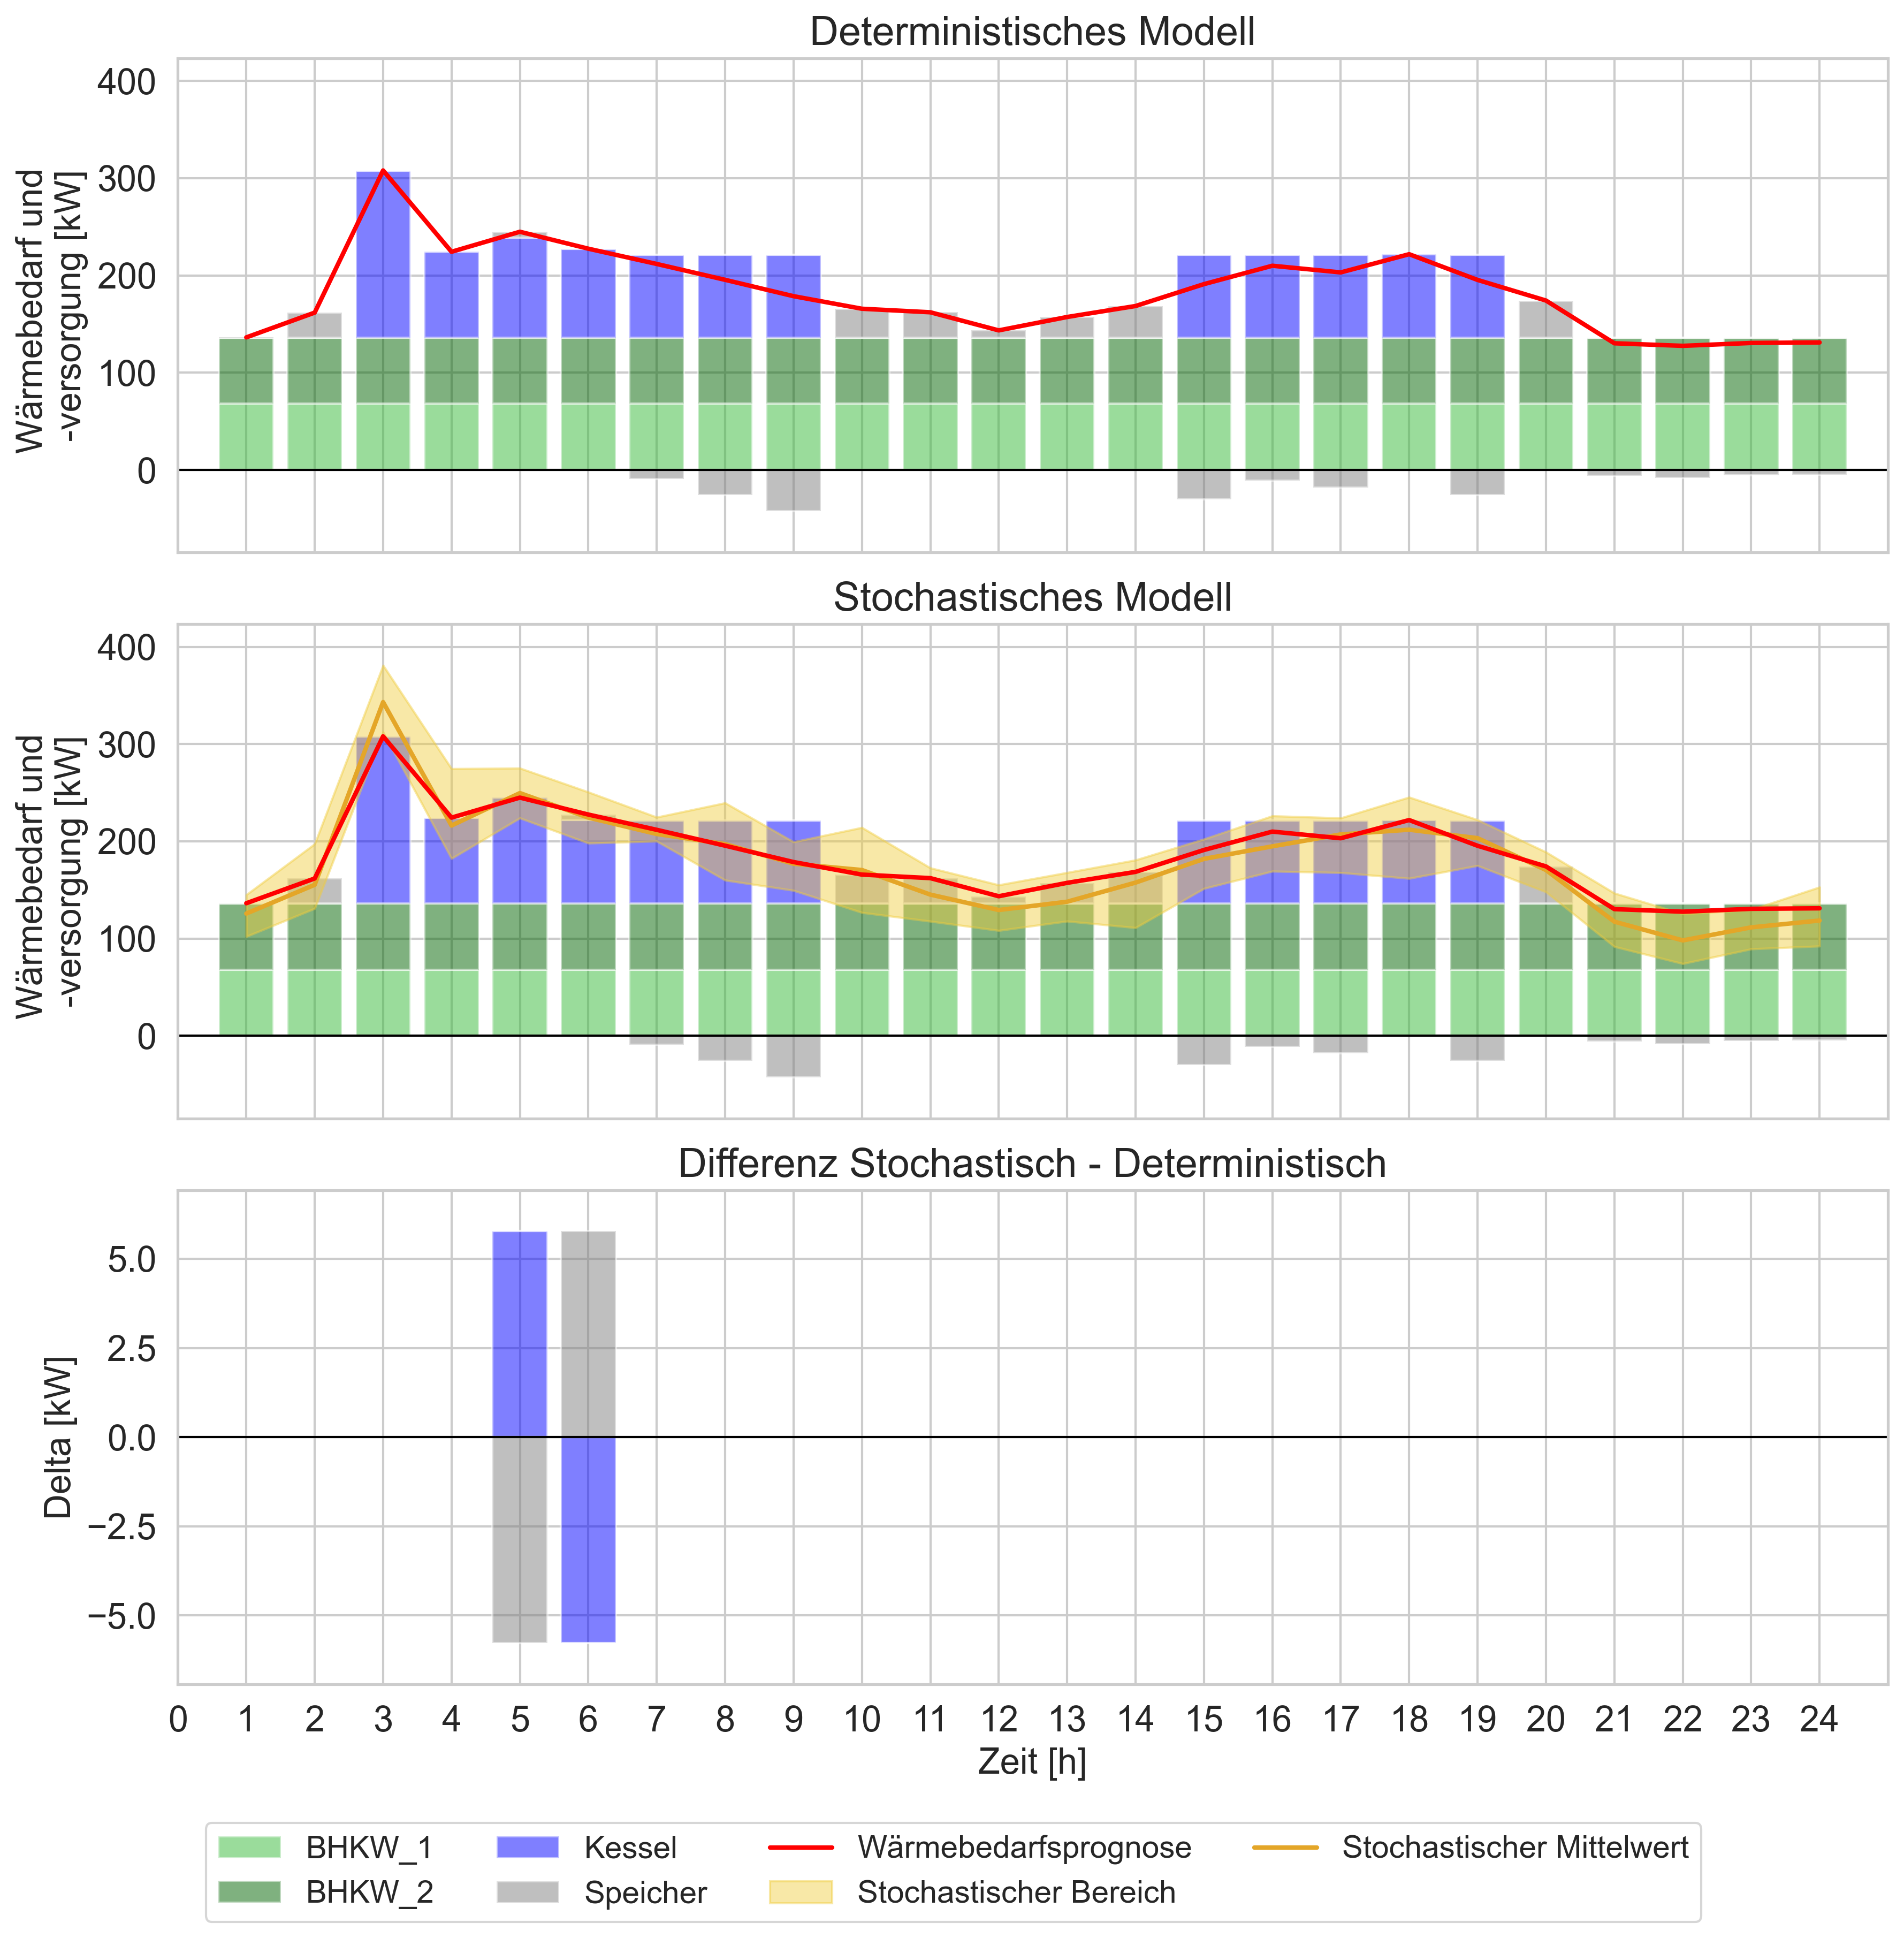 Deterministisches Modell
Wärmebedarf und
-versorgung [kW]
400
300
200
100
0
Stochastisches Modell
Wärmebedarf und
-versorgung [kW]
400
300
200
100
0
Differenz Stochastisch - Deterministisch
Delta [kW]
5.0
2.5
0.0
−2.5
−5.0
0 1 2 3 4 5 6 7 8 9 10 11 12 13 14 15 16 17 18 19 20 21 22 23 24
Zeit [h]
BHKW_1 Kessel Wärmebedarfsprognose Stochastischer Mittelwert
BHKW_2 Speicher Stochastischer Bereich